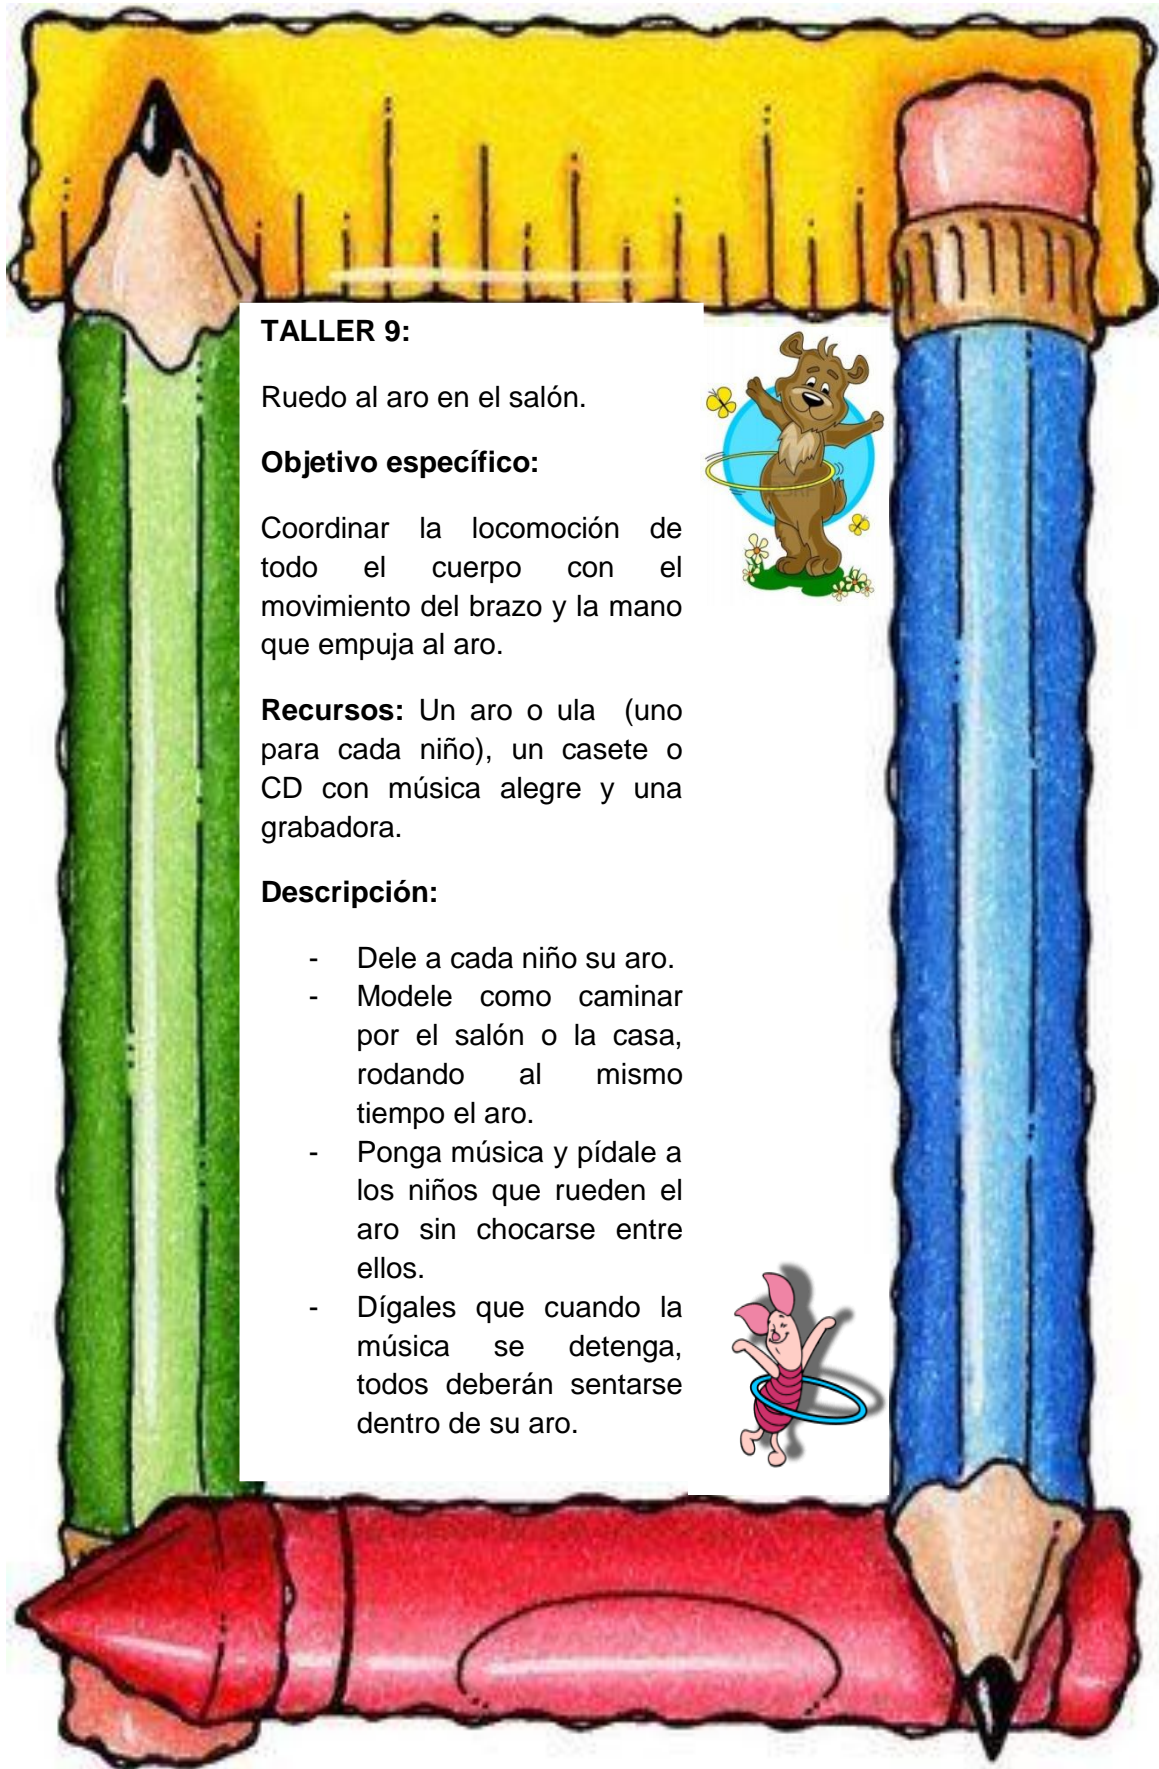 TALLER 9:
Ruedo al aro en el salón.
Objetivo específico:
Coordinar la locomoción de
todo el cuerpo con el
movimiento del brazo y la mano
que empuja al aro.
Recursos: Un aro o ula (uno
para cada niño), un casete o
CD con música alegre y una
grabadora.
Descripción:
- Dele a cada niño su aro.
- Modele como caminar
por el salón o la casa,
rodando al mismo
tiempo el aro.
- Ponga música y pídale a
los niños que rueden el
aro sin chocarse entre
ellos.
- Dígales que cuando la
música se detenga,
todos deberán sentarse
dentro de su aro.